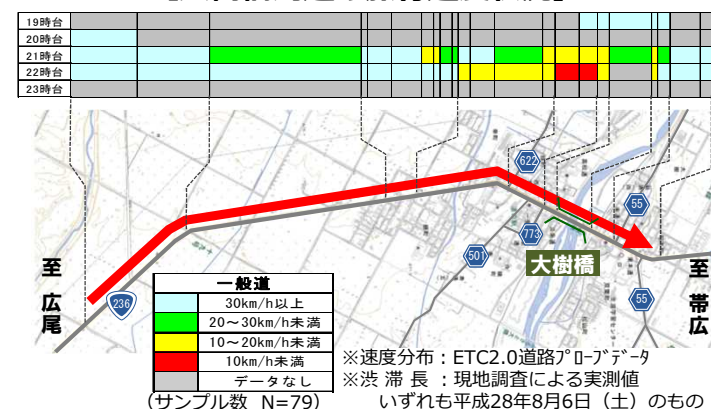 19時台
20時台
21時台
22時台
23時台
622
55
773
501
大樹橋
至
広
尾
236
55
至
帯
広
一般道
30km/h以上
20～30km/h未満
10～20km/h未満
10km/h未満
データなし
(サンプル数 N=79)
※速度分布：ETC2.0道路ﾌﾟﾛｰﾌﾞﾃﾞｰﾀ
※渋 滞 長：現地調査による実測値
いずれも平成28年8月6日（土）のもの